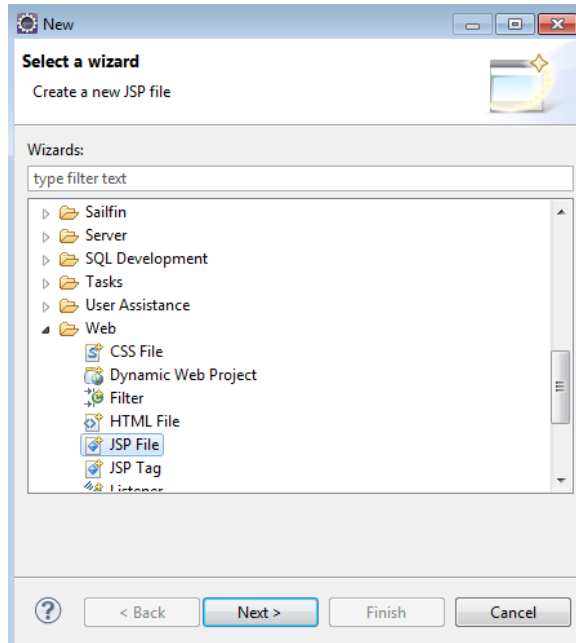 New
Select a wizard
Create a new JSP file
Wizards:
type filter text
Sailfin
Server
SQL Development
Tasks
User Assistance
Web
CSS File
Dynamic Web Project
Filter
HTML File
JSP File
JSP Tag
Listener
? < Back Next > Finish Cancel